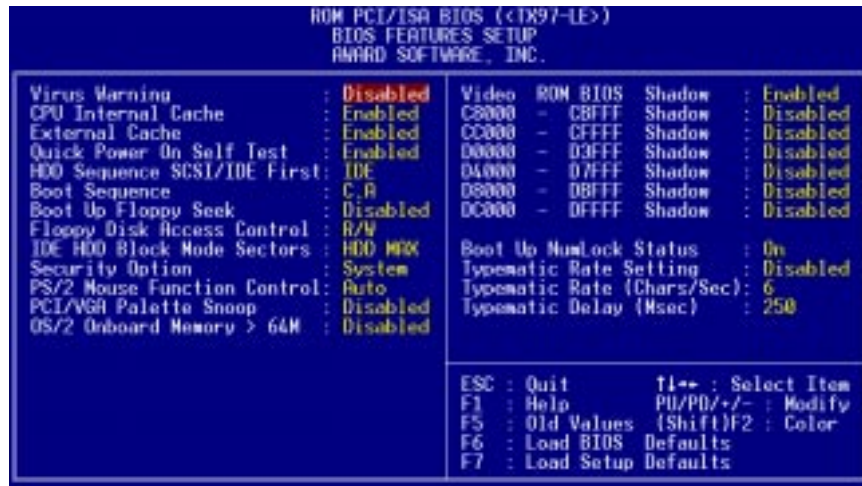 ROM PCI/ISA BIOS (<TX97-LE>)
BIOS FEATURES SETUP
AWARD SOFTWARE, INC.
Virus Warning : Disabled
CPU Internal Cache : Enabled
External Cache : Enabled
Quick Power On Self Test : Enabled
HDD Sequence SCSI/IDE First: IDE
Boot Sequence : C,A
Boot Up Floppy Seek : Disabled
Floppy Disk Access Control : R/W
IDE HDD Block Mode Sectors : HDD MAX
Security Option : System
PS/2 Mouse Function Control: Auto
PCI/VGA Palette Snoop : Disabled
OS/2 Onboard Memory > 64M : Disabled
Video ROM BIOS Shadow : Enabled
C8000 - CBFFF Shadow : Disabled
CC000 - CFFFF Shadow : Disabled
D0000 - D3FFF Shadow : Disabled
D4000 - D7FFF Shadow : Disabled
D8000 - DBFFF Shadow : Disabled
DC000 - DFFFF Shadow : Disabled
Boot Up NumLock Status : On
Typematic Rate Setting : Disabled
Typematic Rate (Chars/Sec): 6
Typematic Delay (Msec) : 250
ESC : Quit ↑↓→← : Select Item
F1 : Help PU/PD/+/- : Modify
F5 : Old Values (Shift)F2 : Color
F6 : Load BIOS Defaults
F7 : Load Setup Defaults